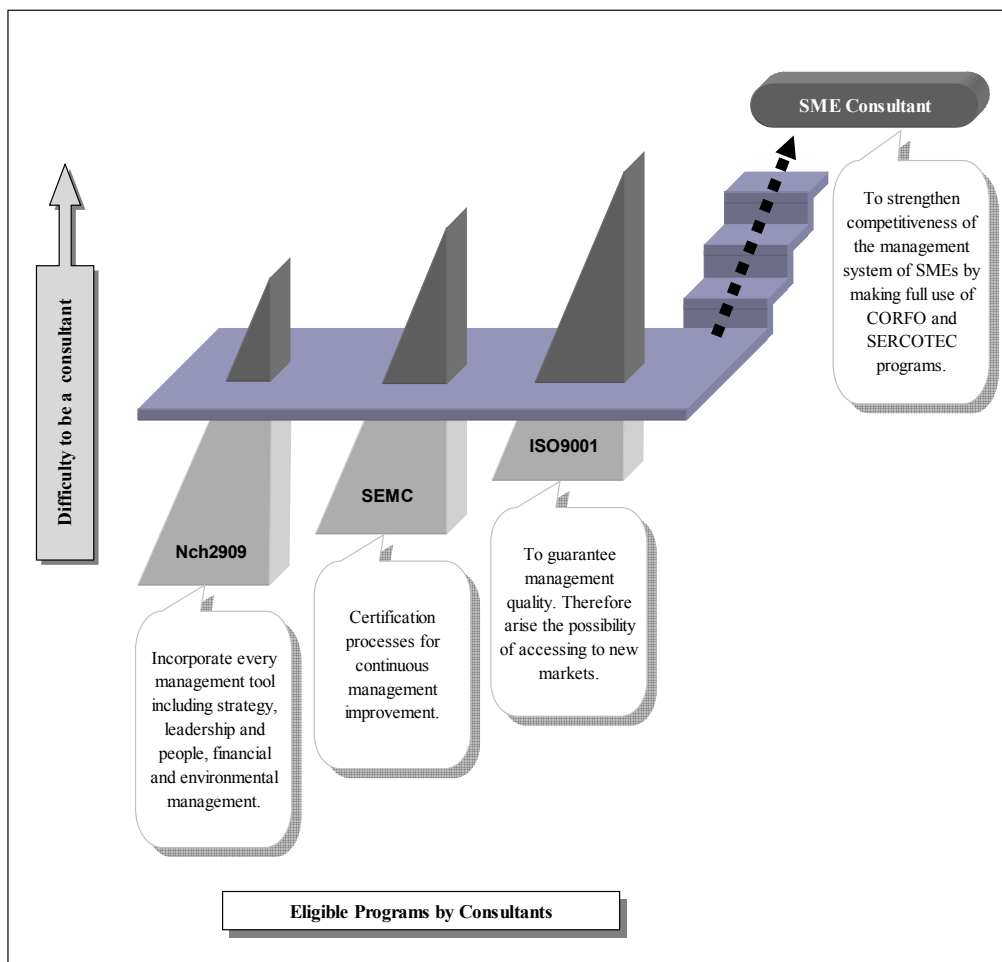 SME Consultant
To strengthen
competitiveness of
the management
system of SMEs by
making full use of
CORFO and
SERCOTEC
programs.
Difficulty to be a consultant
ISO9001
SEMC
Nch2909
To guarantee
management
quality. Therefore
arise the possibility
of accessing to new
markets.
Certification
processes for
continuous
management
improvement.
Incorporate every
management tool
including strategy,
leadership and
people, financial
and environmental
management.
Eligible Programs by Consultants